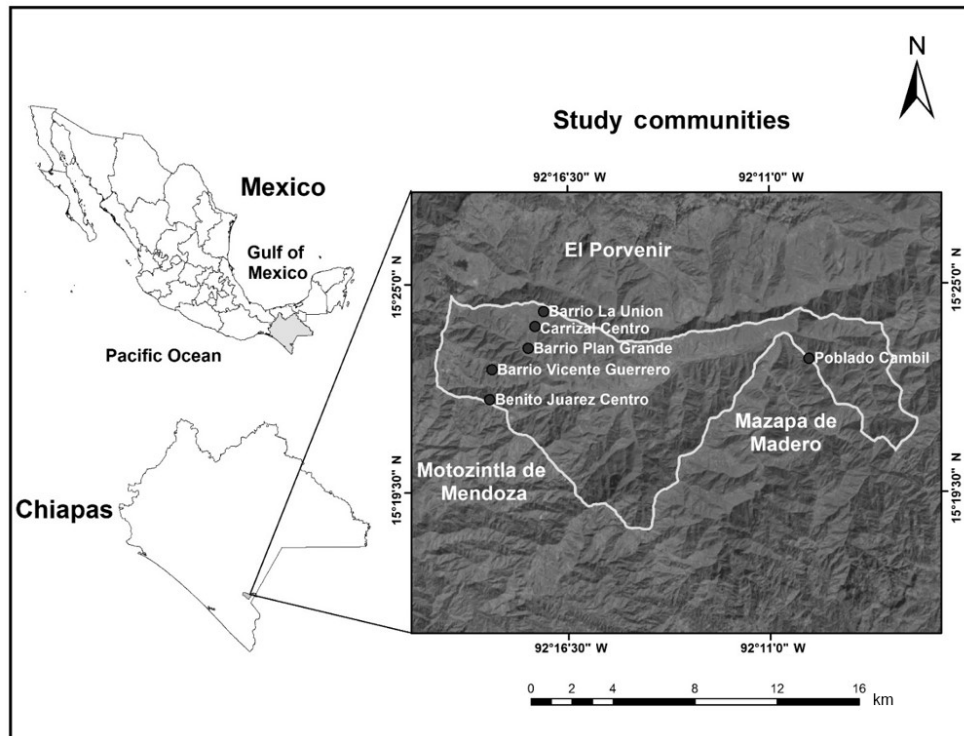 N
Study communities
Mexico
Gulf of
Mexico
Pacific Ocean
Chiapas
92°16'30" W
92°11'0" W
15°25'0" N
15°19'30" N
El Porvenir
Barrio La Union
Carrizal Centro
Barrio Plan Grande
Barrio Vicente Guerrero
Benito Juarez Centro
Poblado Cambil
Mazapa de
Madero
Motozintla de
Mendoza
15°25'0" N
15°19'30" N
92°16'30" W
92°11'0" W
0 2 4 8 12 16 km